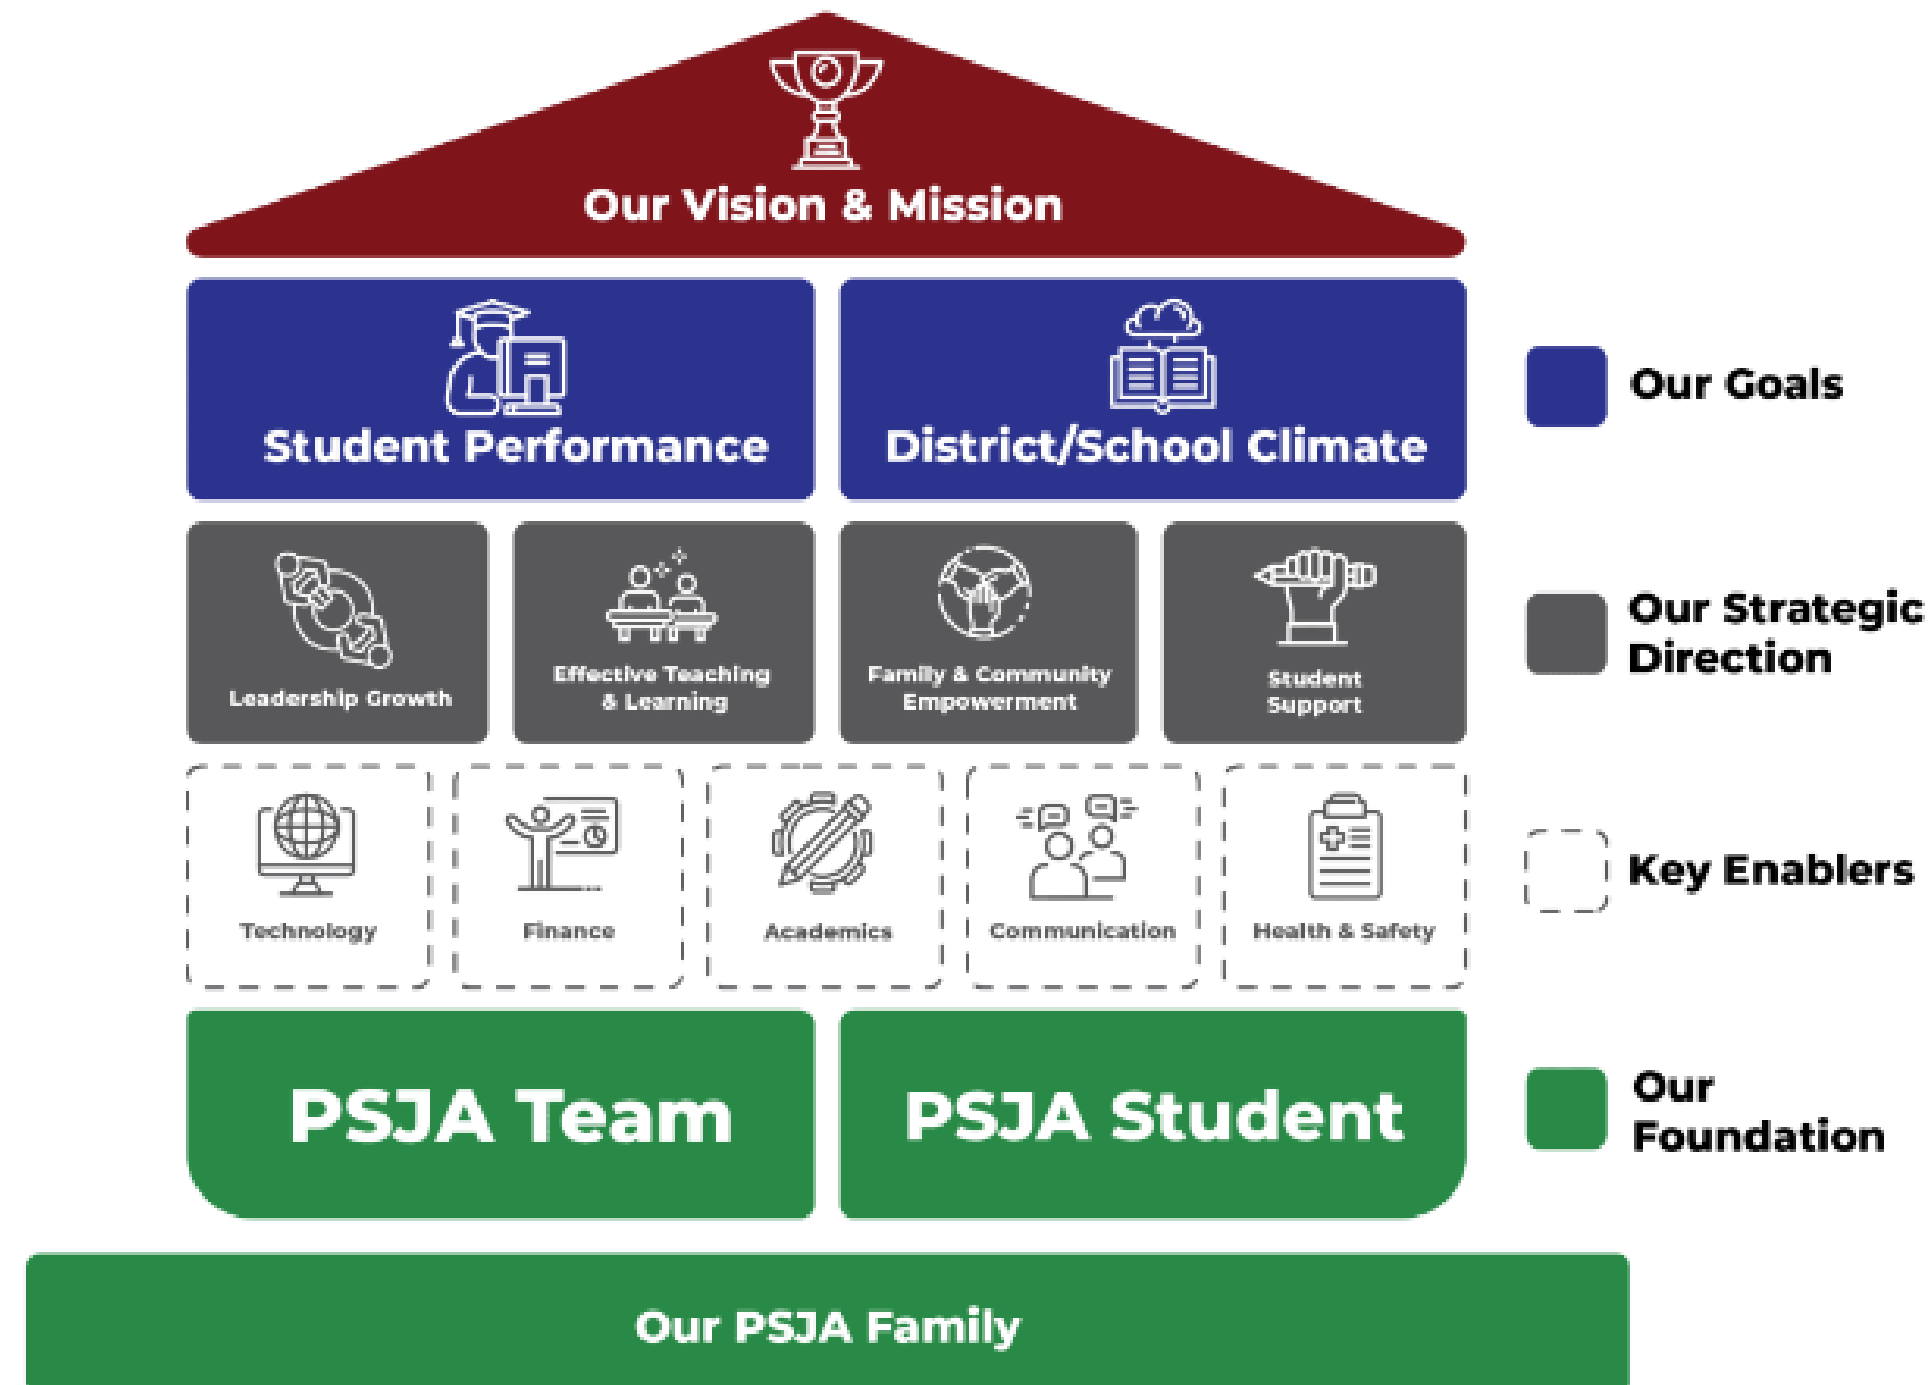 Our Vision & Mission
Student Performance
District/School Climate
Our Goals
Leadership Growth
Effective Teaching
& Learning
Family & Community
Empowerment
Student
Support
Our Strategic
Direction
Technology
Finance
Academics
Communication
Health & Safety
Key Enablers
PSJA Team
PSJA Student
Our
Foundation
Our PSJA Family